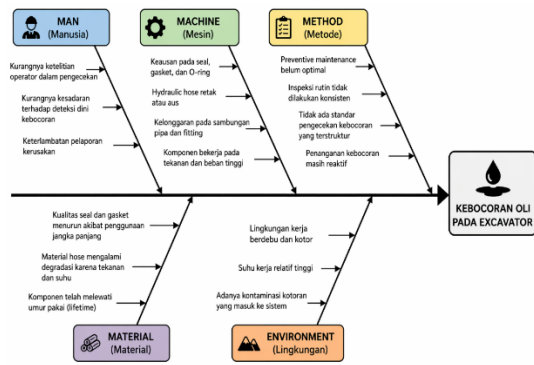 MAN
(Manusia)
Kurangnya ketelitian
operator dalam pengecekan
Kurangnya kesadaran
terhadap deteksi dini
kebocoran
Keterlambatan pelaporan
kerusakan
MACHINE
(Mesin)
Keausan pada seal,
gasket, dan O-ring
Hydraulic hose retak
atau aus
Kelonggaran pada sambungan
pipa dan fitting
Komponen bekerja pada
tekanan dan beban tinggi
METHOD
(Metode)
Preventive maintenance
belum optimal
Inspeksi rutin tidak
dilakukan konsisten
Tidak ada standar
pengecekan kebocoran
yang terstruktur
Penanganan kebocoran
masih reaktif
KEBOCORAN OLI
PADA EXCAVATOR
Kualitas seal dan gasket
menurun akibat penggunaan
jangka panjang
Material hose mengalami
degradasi karena tekanan
dan suhu
Komponen telah melewati
umur pakai (lifetime)
MATERIAL
(Material)
Lingkungan kerja
berdebu dan kotor
Suhu kerja relatif tinggi
Adanya kontaminasi kotoran
yang masuk ke sistem
ENVIRONMENT
(Lingkungan)